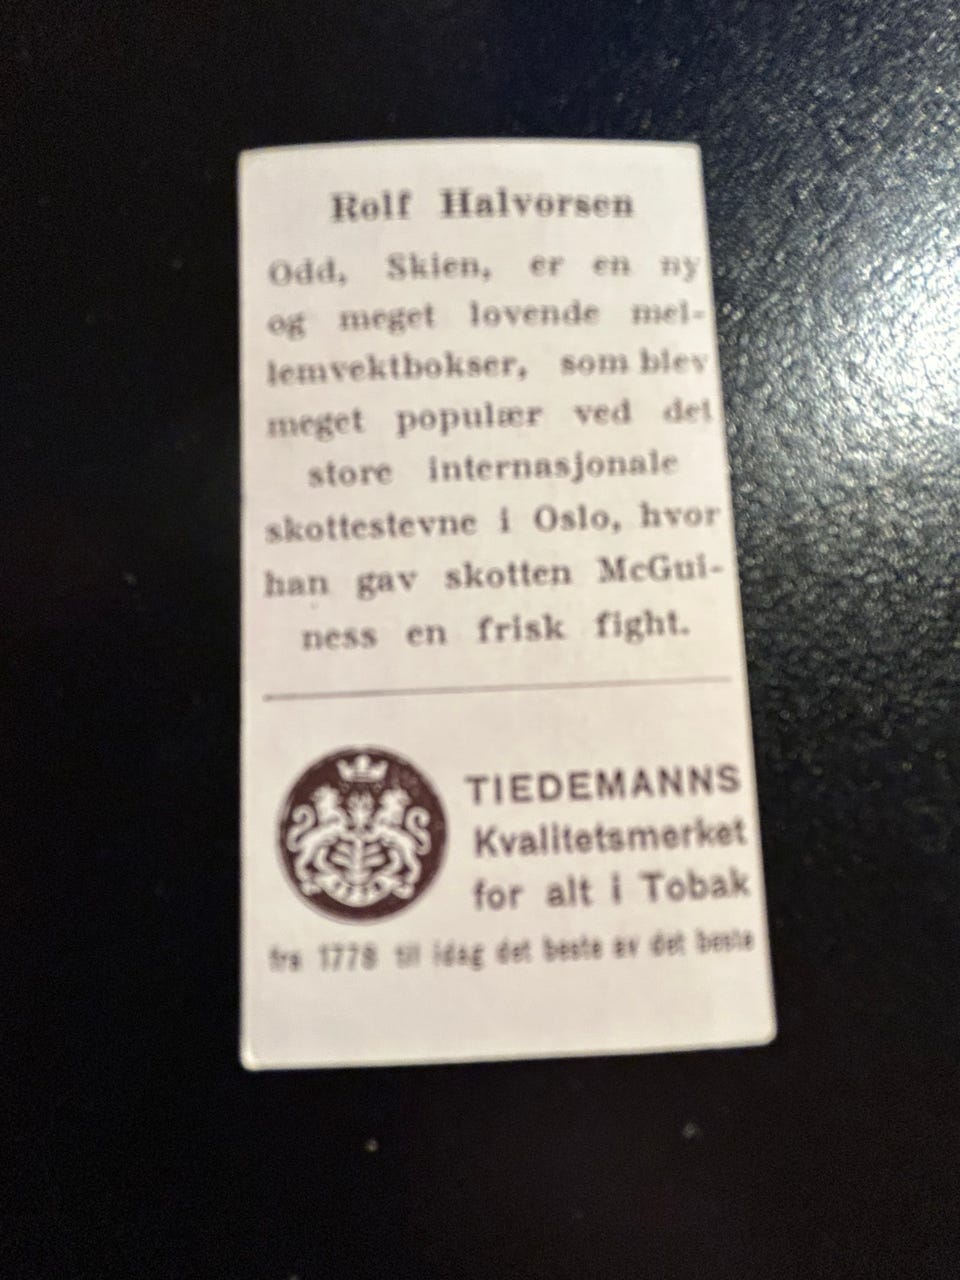 Rolf Halvorsen
Odd, Skien, er en ny
og meget lovende mel-
lemvektbokser, som blev
meget populær ved det
store internasjonale
skottestevne i Oslo, hvor
han gav skotten McGui-
ness en frisk fight.
TIEDEMANNS
Kvalitetsmerket
for alt i Tobak
fra 1778 til idag det beste av det beste